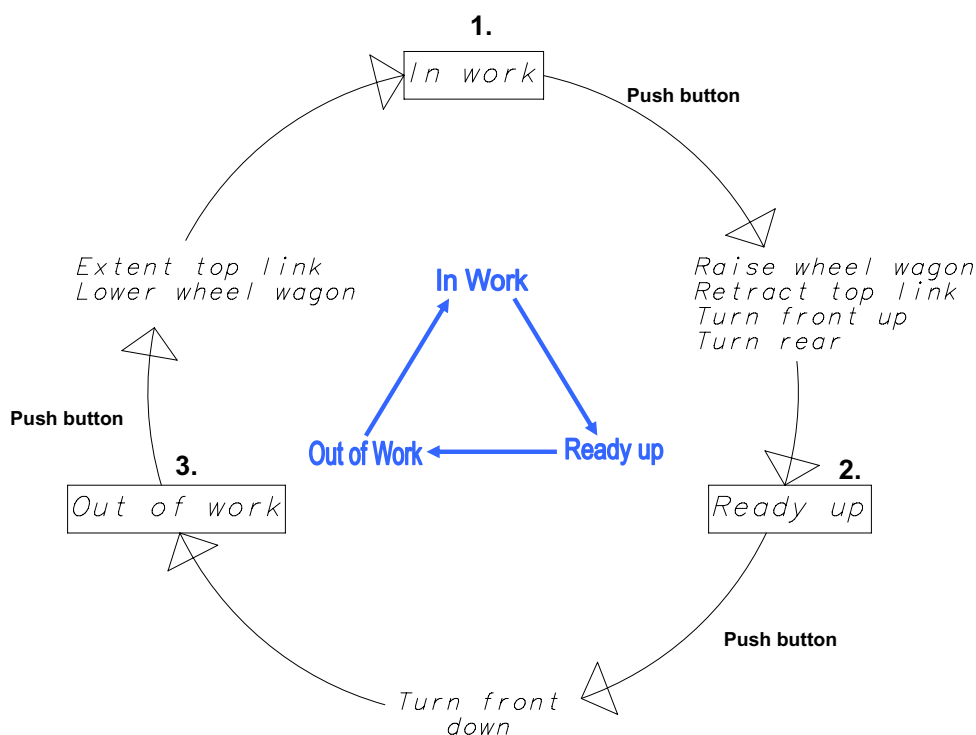 1.
In work
Push button
Extent top link
Lower wheel wagon
Raise wheel wagon
Retract top link
Turn front up
Turn rear
In Work
Out of Work
Ready up
Push button
3.
Out of work
2.
Ready up
Push button
Turn front
down